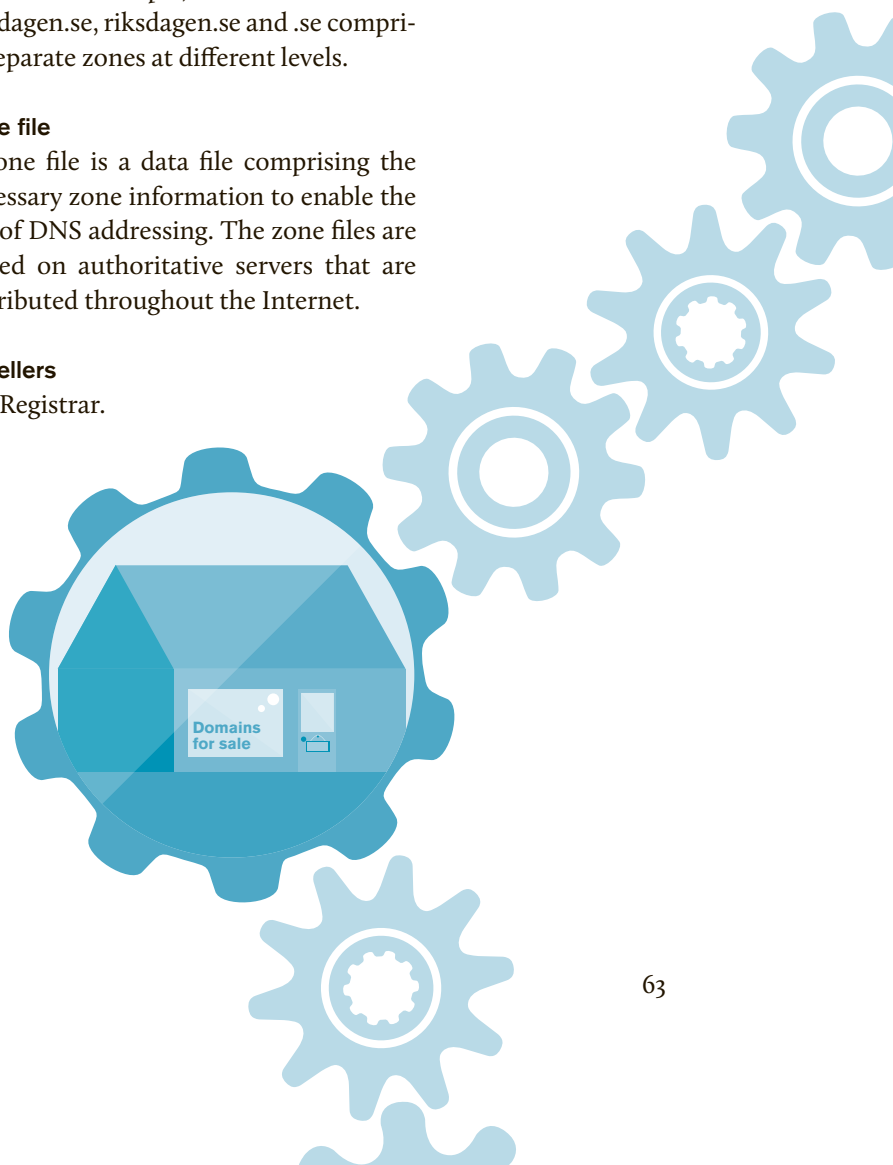 dagen.se, riksdagen.se and .se compri-
eparate zones at different levels.
e file
one file is a data file comprising the
essary zone information to enable the
of DNS addressing. The zone files are
ed on authoritative servers that are
ributed throughout the Internet.
ellers
Registrar.
Domains
for sale
63